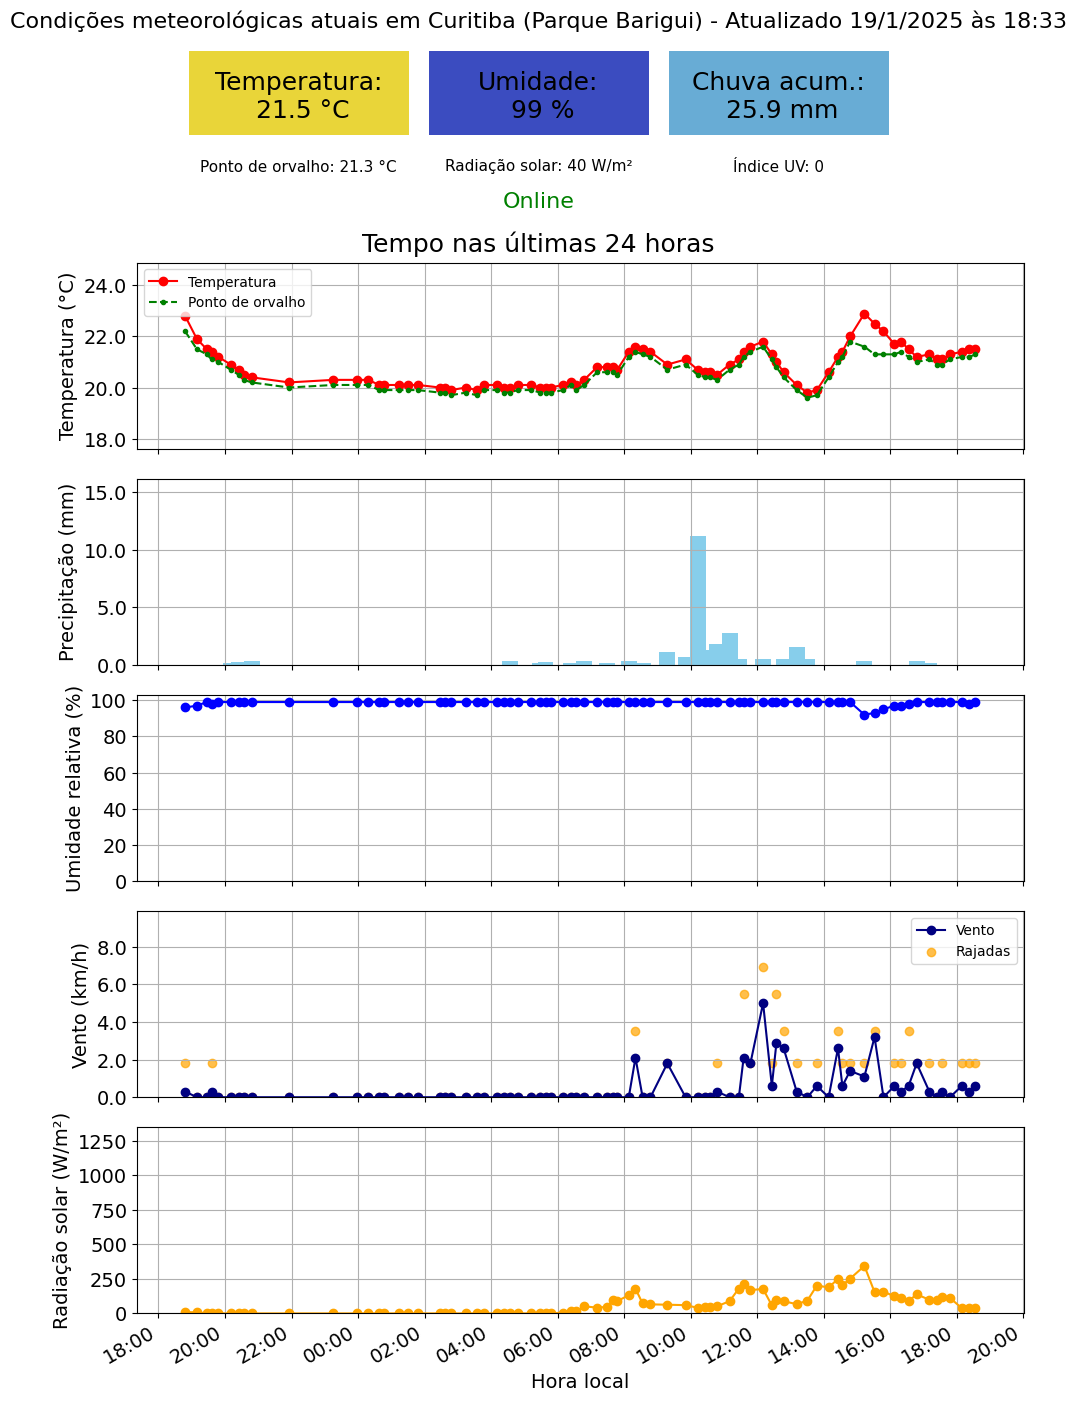 Condições meteorológicas atuais em Curitiba (Parque Barigui) - Atualizado 19/1/2025 às 18:33
Temperatura:
21.5 °C
Umidade:
99 %
Chuva acum.:
25.9 mm
Ponto de orvalho: 21.3 °C
Radiação solar: 40 W/m²
Índice UV: 0
Online
Tempo nas últimas 24 horas
Temperatura (°C)
24.0
22.0
20.0
18.0
Temperatura
Ponto de orvalho
Precipitação (mm)
15.0
10.0
5.0
0.0
Umidade relativa (%)
100
80
60
40
20
0
Vento (km/h)
8.0
6.0
4.0
2.0
0.0
Vento
Rajadas
Radiação solar (W/m²)
1250
1000
750
500
250
0
18:00
20:00
22:00
00:00
02:00
04:00
06:00
08:00
10:00
12:00
14:00
16:00
18:00
20:00
Hora local